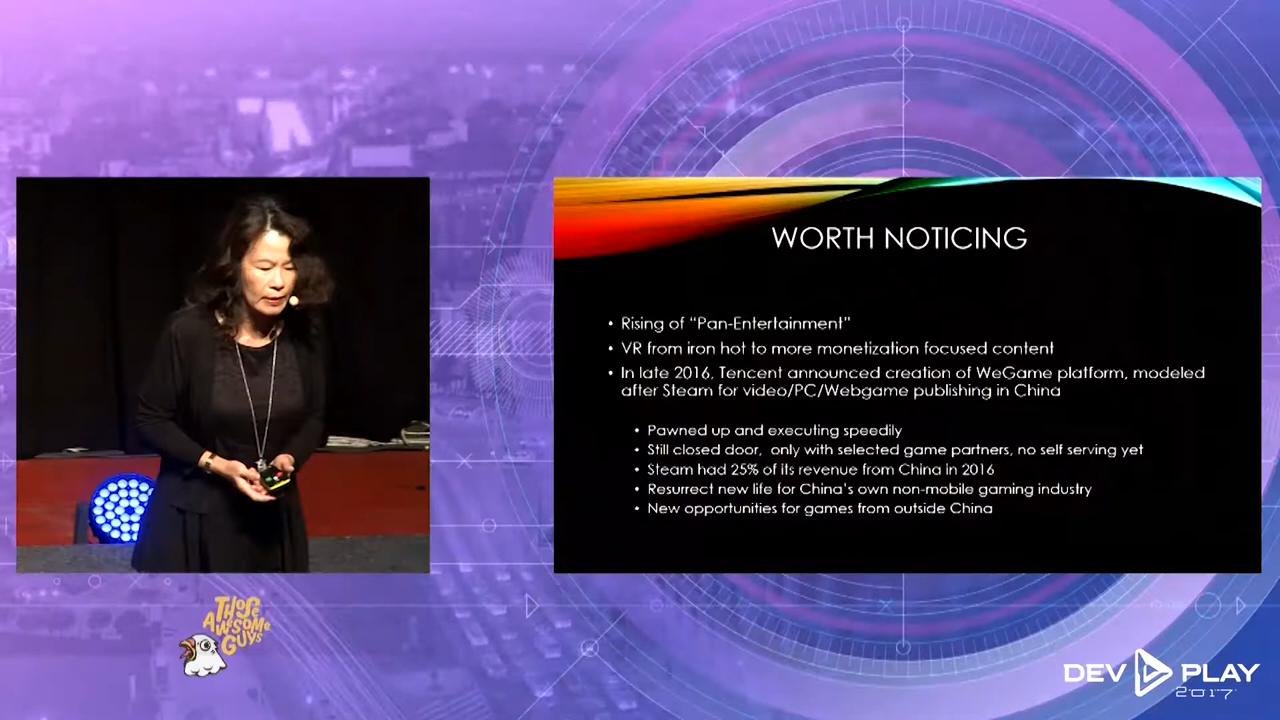 WORTH NOTICING
• Rising of “Pan-Entertainment”
• VR from iron hot to more monetization focused content
• In late 2016, Tencent announced creation of WeGame platform, modeled
after Steam for video/PC/Webgame publishing in China
• Pawned up and executing speedily
• Still closed door, only with selected game partners, no self serving yet
• Steam had 25% of its revenue from China in 2016
• Resurrect new life for China's own non-mobile gaming industry
• New opportunities for games from outside China
THOSE
AWESOME
GUYS
DEV PLAY
2017